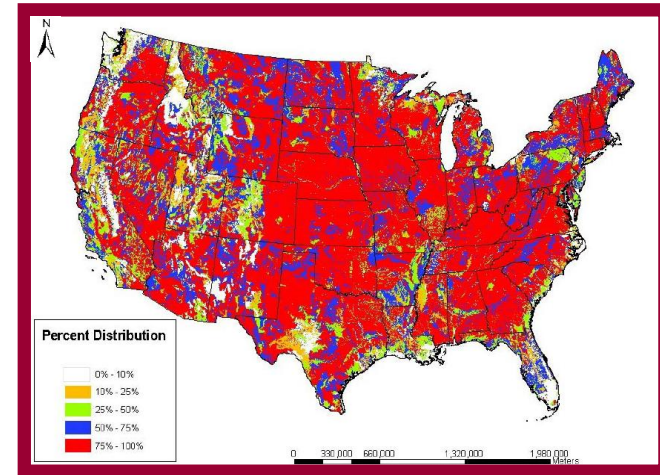 N
Percent Distribution
0% - 10%
10% - 25%
25% - 50%
50% - 75%
75% - 100%
0 330,000 660,000 1,320,000 1,980,000
Meters